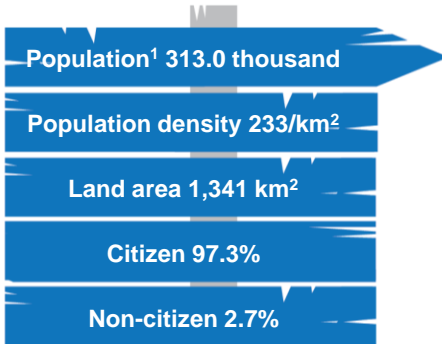 Population¹ 313.0 thousand
Population density 233/km²
Land area 1,341 km²
Citizen 97.3%
Non-citizen 2.7%